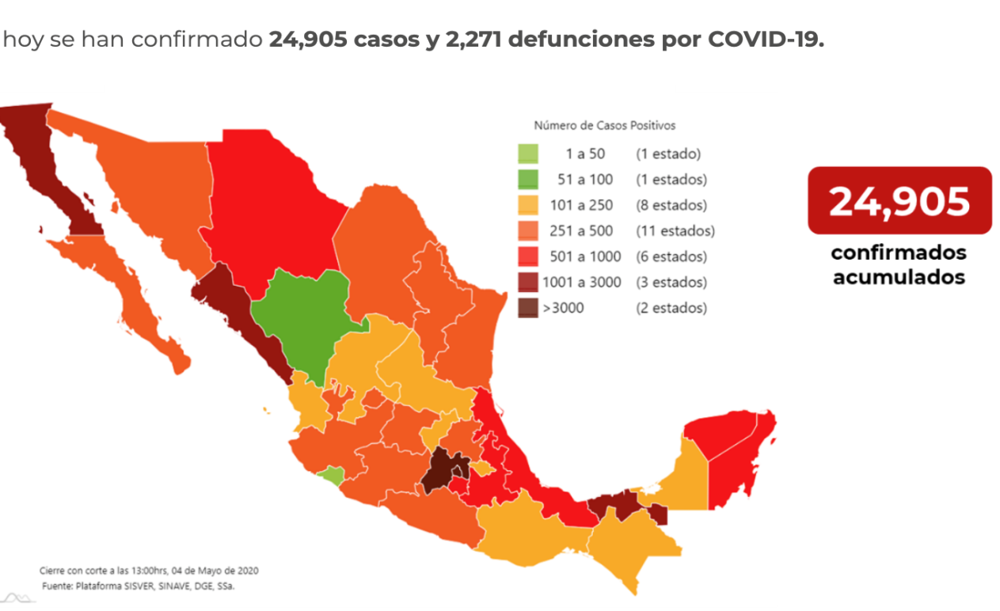 hoy se han confirmado 24,905 casos y 2,271 defunciones por COVID-19.
Número de Casos Positivos
1 a 50 (1 estado)
51 a 100 (1 estados)
101 a 250 (8 estados)
251 a 500 (11 estados)
501 a 1000 (6 estados)
1001 a 3000 (3 estados)
>3000 (2 estados)
24,905
confirmados
acumulados
Cierre con corte a las 13:00hrs, 04 de Mayo de 2020
Fuente: Plataforma SISVER, SINAVE, DGE, SSa.